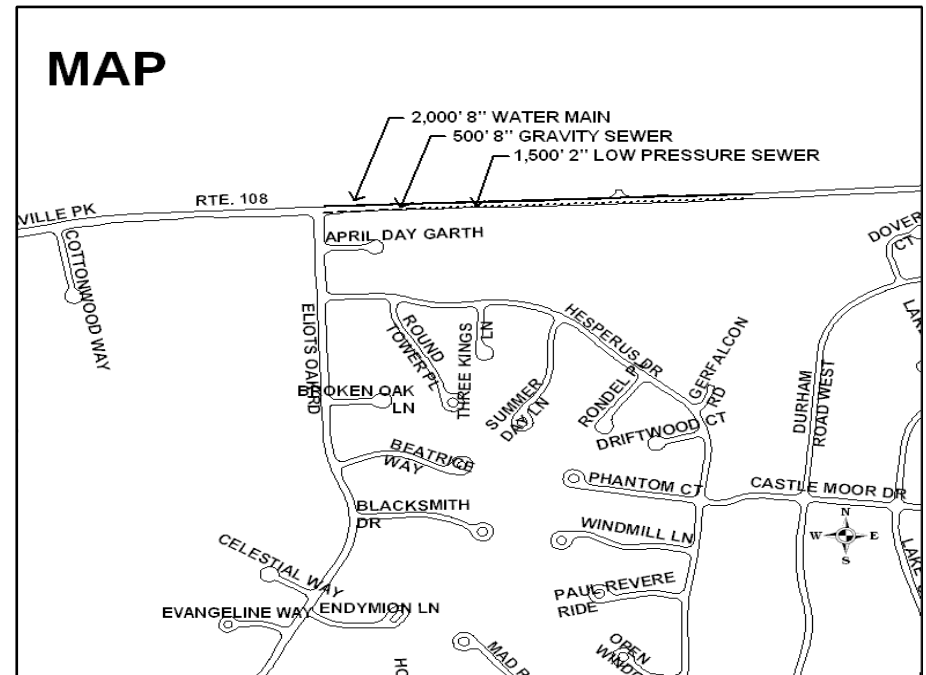 MAP
2,000' 8" WATER MAIN
500' 8" GRAVITY SEWER
1,500' 2" LOW PRESSURE SEWER
RTE. 108
VILLE PK
COTTONWOOD WAY
APRIL DAY GARTH
DOVER
CT
ELIOTS OAK RD
ROUND
TOWER PL
THREE KINGS
LN
HESPERUS DR
GERFALCON
RD
SUMMER
DAY LN
RONDEL
DRIFTWOOD CT
DURHAM
ROAD WEST
BROKEN OAK
LN
BEATRICE
WAY
PHANTOM CT
CASTLE MOOR DR
BLACKSMITH
DR
WINDMILL LN
N
W E
S
LAKE
CELESTIAL WAY
PAUL REVERE
RIDE
EVANGELINE WAY
ENDYMION LN
OPEN
MAD
HO